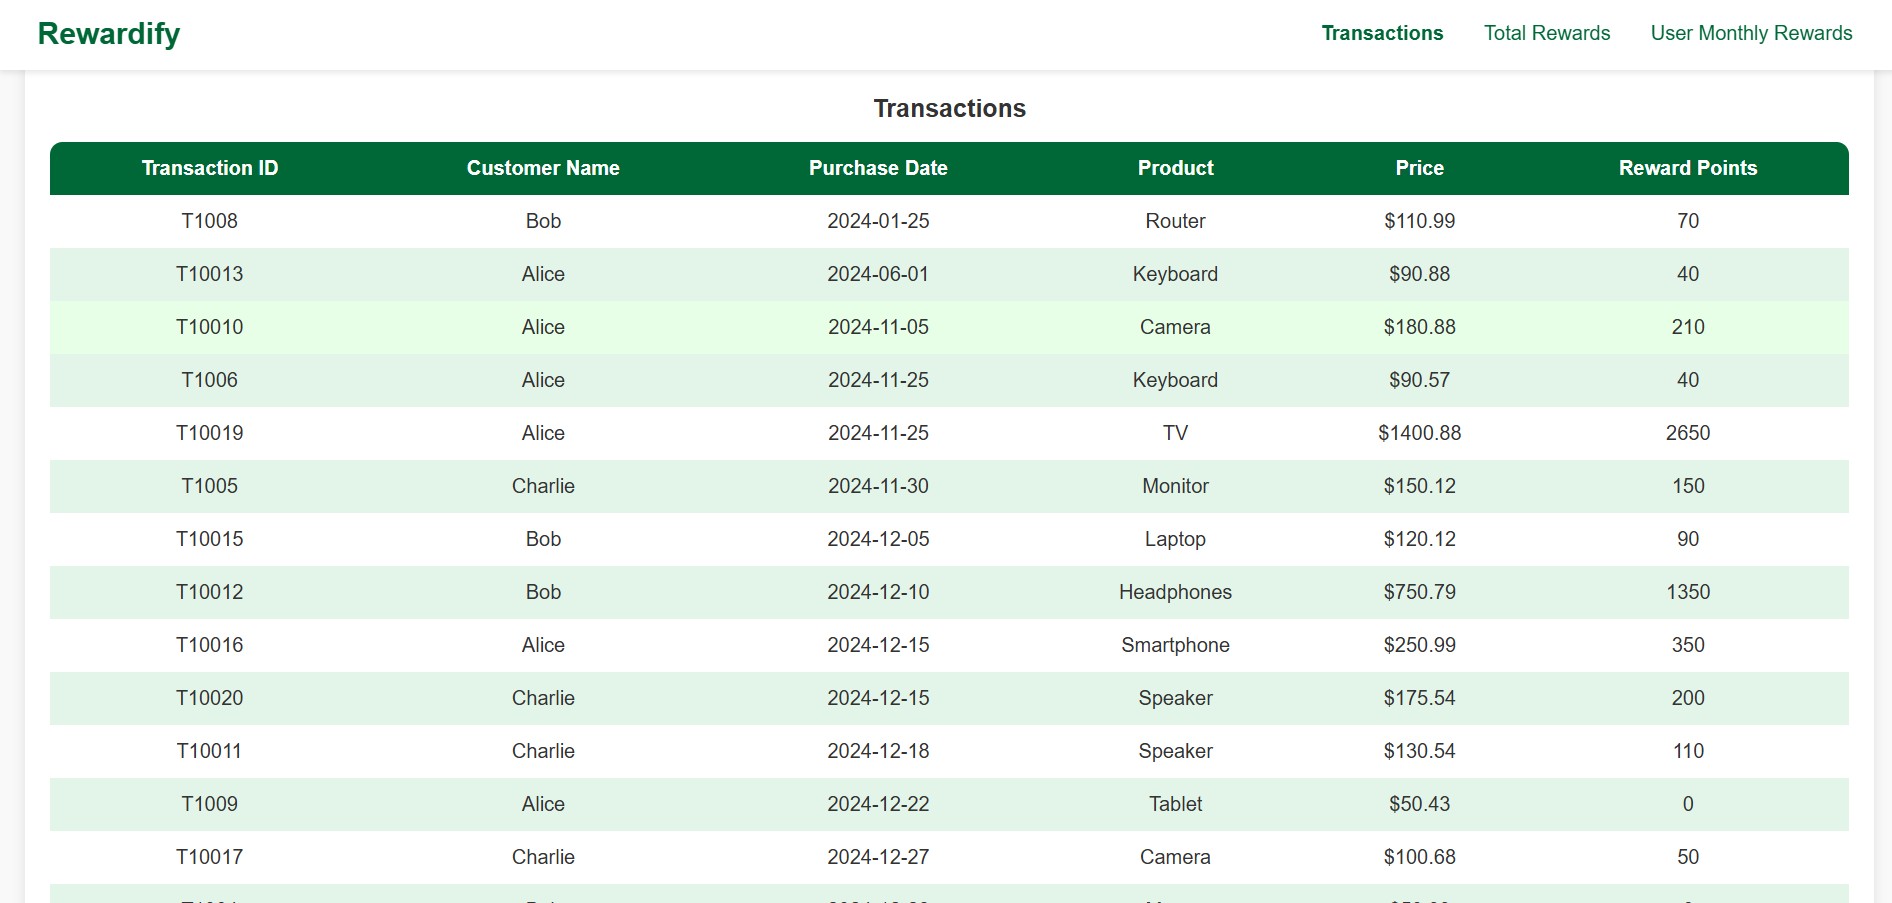 Rewardify
Transactions Total Rewards User Monthly Rewards
Transactions
Transaction ID Customer Name Purchase Date Product Price Reward Points
T1008 Bob 2024-01-25 Router $110.99 70
T10013 Alice 2024-06-01 Keyboard $90.88 40
T10010 Alice 2024-11-05 Camera $180.88 210
T1006 Alice 2024-11-25 Keyboard $90.57 40
T10019 Alice 2024-11-25 TV $1400.88 2650
T1005 Charlie 2024-11-30 Monitor $150.12 150
T10015 Bob 2024-12-05 Laptop $120.12 90
T10012 Bob 2024-12-10 Headphones $750.79 1350
T10016 Alice 2024-12-15 Smartphone $250.99 350
T10020 Charlie 2024-12-15 Speaker $175.54 200
T10011 Charlie 2024-12-18 Speaker $130.54 110
T1009 Alice 2024-12-22 Tablet $50.43 0
T10017 Charlie 2024-12-27 Camera $100.68 50